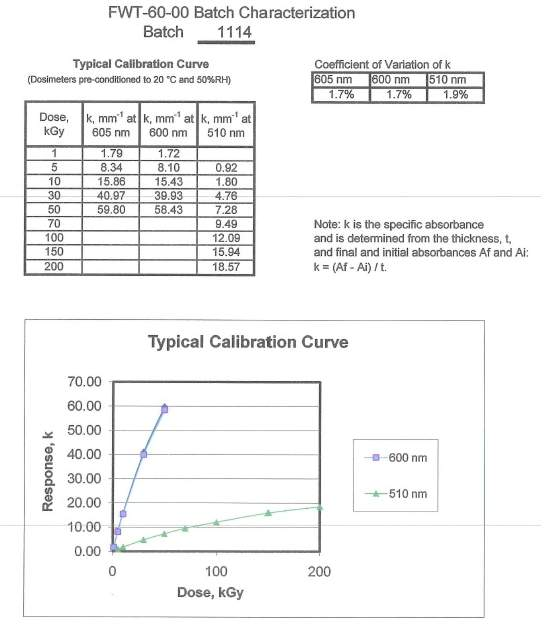 FWT-60-00 Batch Characterization
Batch 1114
Typical Calibration Curve
(Dosimeters pre-conditioned to 20 °C and 50%RH)
Coefficient of Variation of k
605 nm 600 nm 510 nm
1.7% 1.7% 1.9%
Dose, k, mm⁻¹ at k, mm⁻¹ at k, mm⁻¹ at
kGy 605 nm 600 nm 510 nm
1 1.79 1.72
5 8.34 8.10 0.92
10 15.86 15.43 1.80
30 40.97 39.93 4.76
50 59.80 58.43 7.28
70 9.49
100 12.09
150 15.94
200 18.57
Note: k is the specific absorbance
and is determined from the thickness, t,
and final and initial absorbances Af and Ai:
k = (Af - Ai) / t.
Typical Calibration Curve
70.00
60.00
50.00
40.00
30.00
20.00
10.00
0.00
Response, k
0 100 200
Dose, kGy
600 nm
510 nm